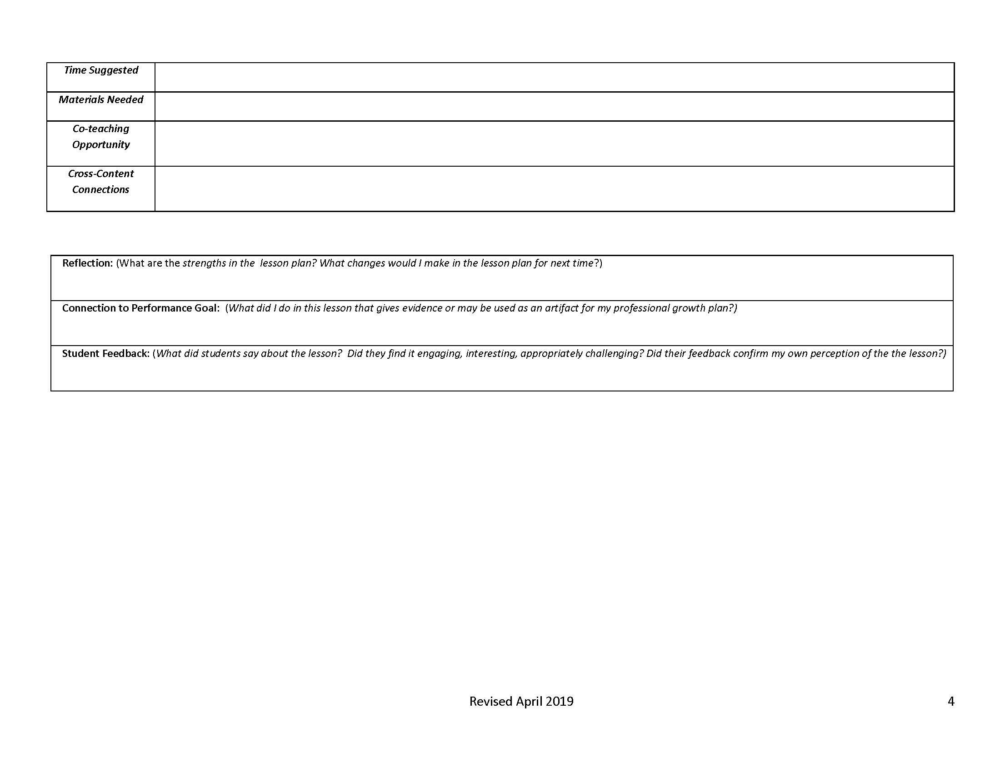 Time Suggested
Materials Needed
Co-teaching
Opportunity
Cross-Content
Connections
Reflection: (What are the strengths in the  lesson plan? What changes would I make in the lesson plan for next time?)
Connection to Performance Goal:  (What did I do in this lesson that gives evidence or may be used as an artifact for my professional growth plan?)
Student Feedback: (What did students say about the lesson?  Did they find it engaging, interesting, appropriately challenging? Did their feedback confirm my own perception of the the lesson?)
Revised April 2019
4